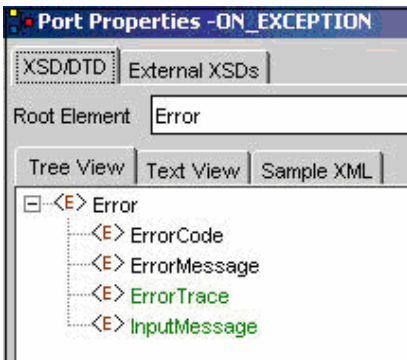 Port Properties -ON_EXCEPTION
XSD/DTD External XSDs
Root Element Error
Tree View Text View Sample XML
<E> Error
<E> ErrorCode
<E> ErrorMessage
<E> ErrorTrace
<E> InputMessage